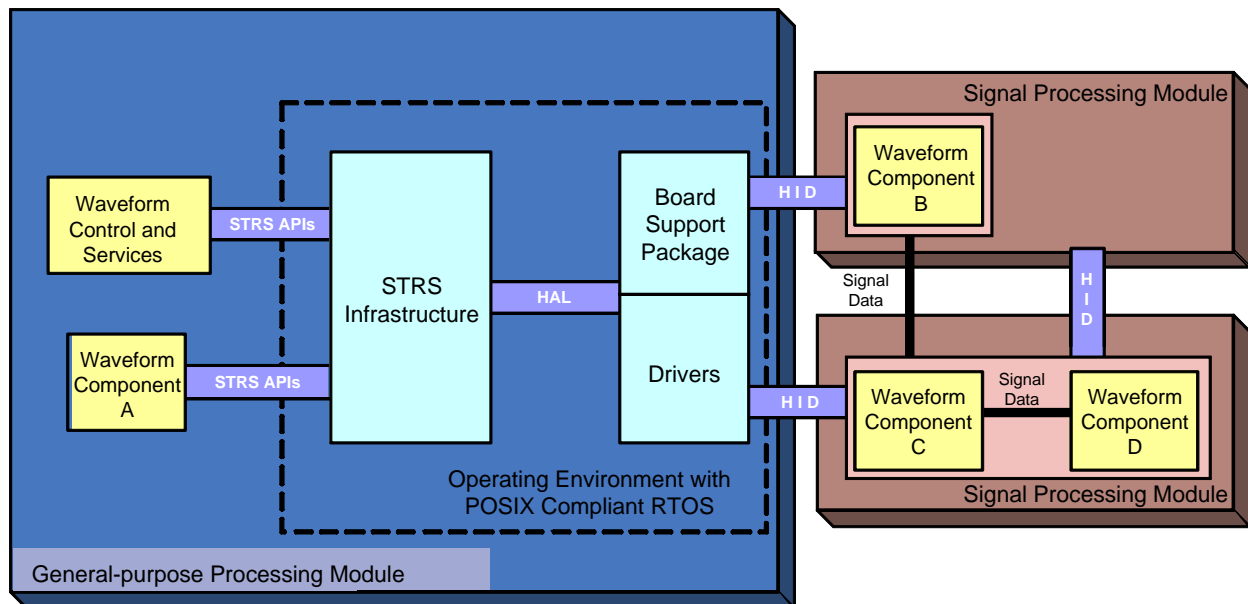 Signal Processing Module
Waveform
Component
B
Waveform
Control and
Services
STRS APIs
STRS
Infrastructure
HAL
Board
Support
Package
H I D
Signal
Data
H
I
D
Waveform
Component
A
STRS APIs
Drivers
H I D
Waveform
Component
C
Signal
Data
Waveform
Component
D
Signal Processing Module
Operating Environment with
POSIX Compliant RTOS
General-purpose Processing Module